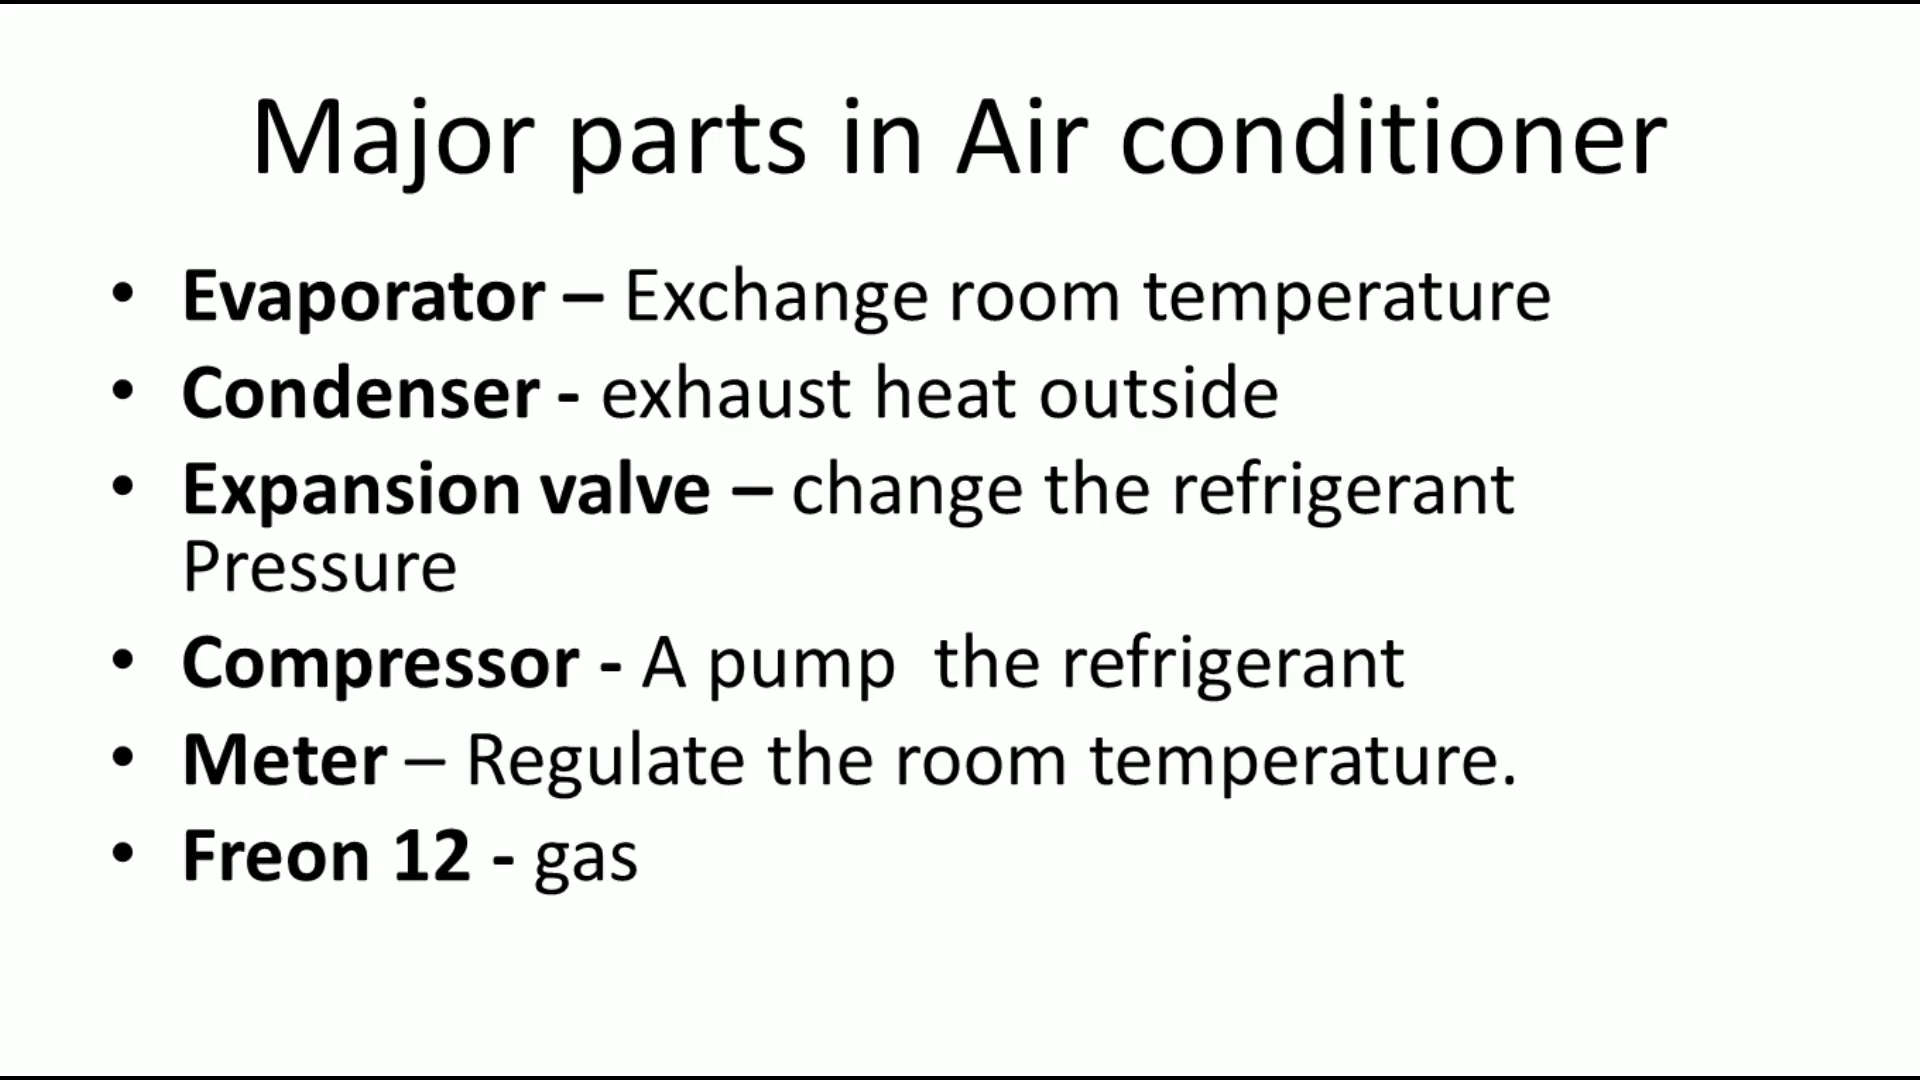 Major parts in Air conditioner
• Evaporator – Exchange room temperature
• Condenser - exhaust heat outside
• Expansion valve – change the refrigerant
Pressure
• Compressor - A pump  the refrigerant
• Meter – Regulate the room temperature.
• Freon 12 - gas